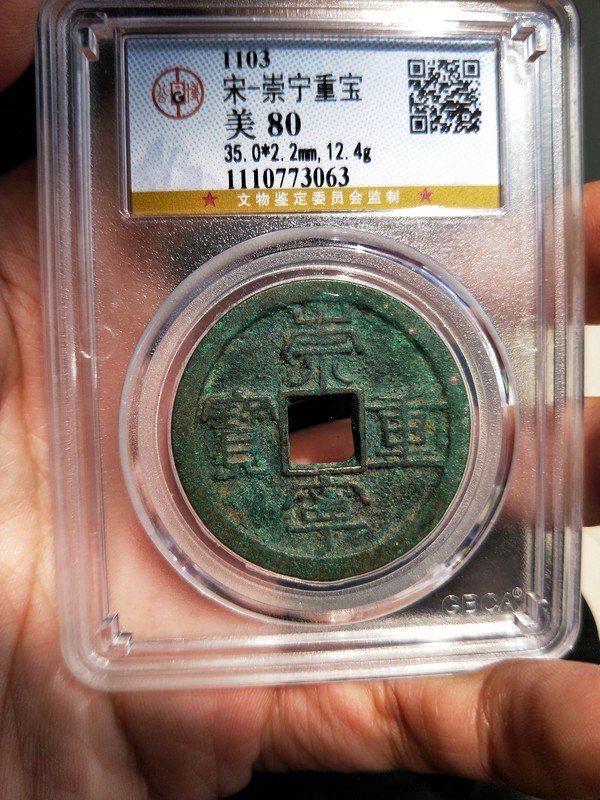 1103
宋-崇宁重宝
美 80
35.0*2.2mm,12.4g
1110773063
文物鉴定委员会监制
崇
寶 重
寧
GBCA